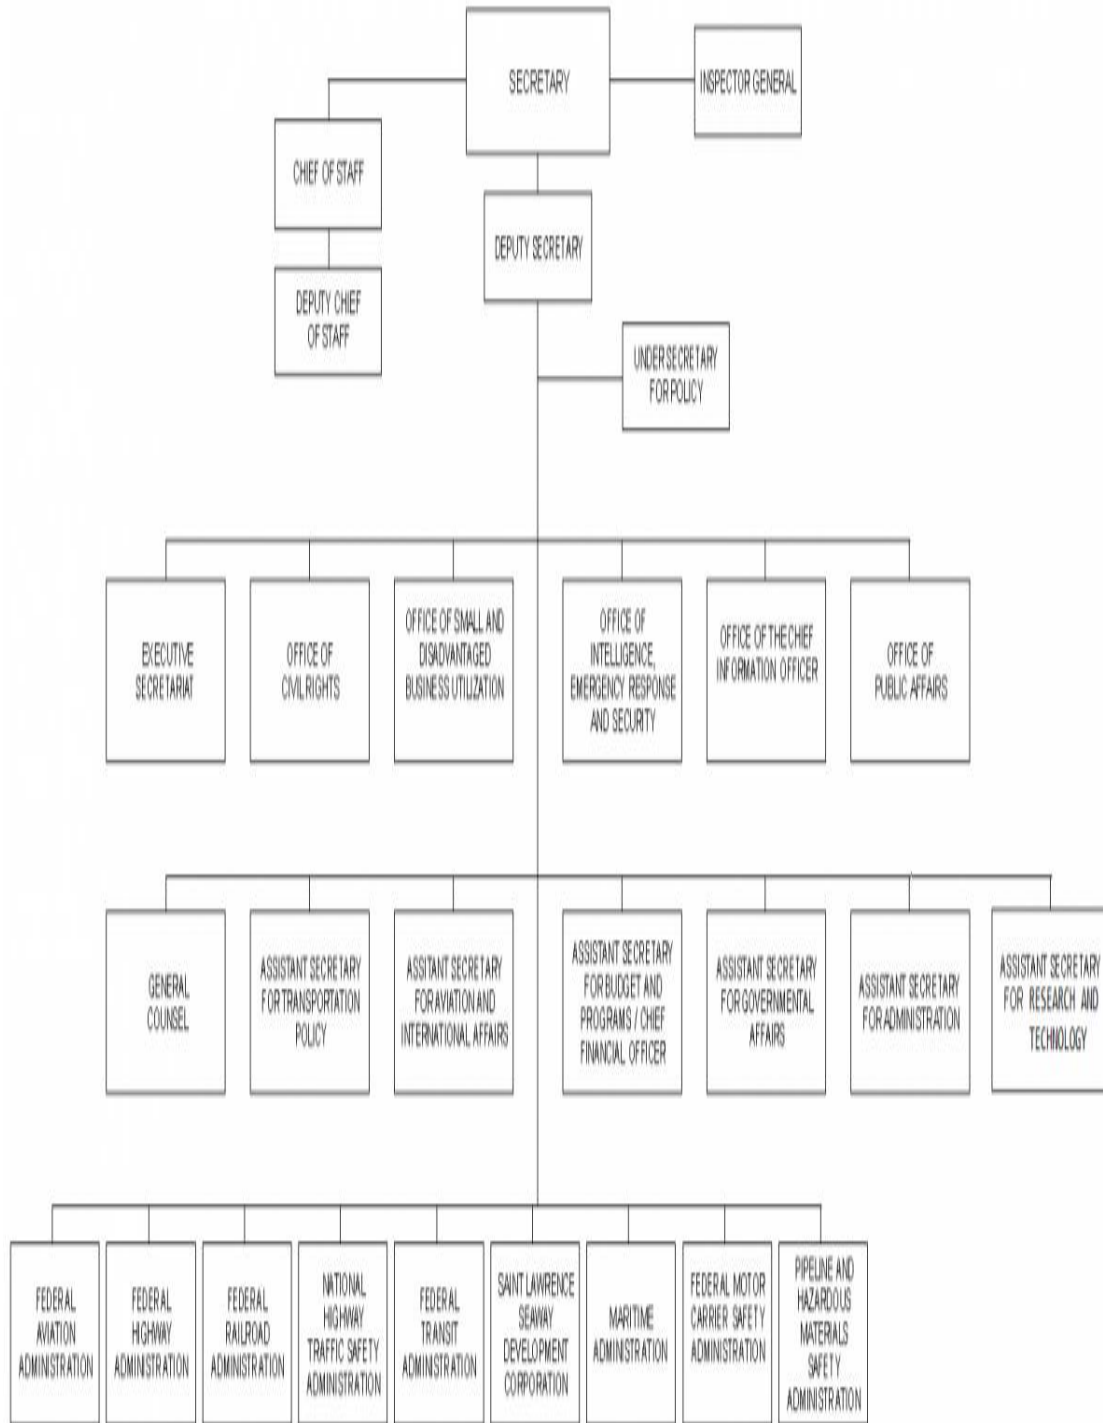 SECRETARY
INSPECTOR GENERAL
CHIEF OF STAFF
DEPUTY SECRETARY
DEPUTY CHIEF
OF STAFF
UNDER SECRETARY
FOR POLICY
EXECUTIVE
SECRETARIAT
OFFICE OF
CIVIL RIGHTS
OFFICE OF SMALL AND
DISADVANTAGED
BUSINESS UTILIZATION
OFFICE OF
INTELLIGENCE,
EMERGENCY RESPONSE
AND SECURITY
OFFICE OF THE CHIEF
INFORMATION OFFICER
OFFICE OF
PUBLIC AFFAIRS
GENERAL
COUNSEL
ASSISTANT SECRETARY
FOR TRANSPORTATION
POLICY
ASSITANT SECRETARY
FOR AVIATION AND
INTERNATIONAL AFFAIRS
ASSISTANT SECRETARY
FOR BUDGET AND
PROGRAMS / CHIEF
FINANCIAL OFFICER
ASSISTANT SECRETARY
FOR GOVERNMENTAL
AFFAIRS
ASSISTANT SECRETARY
FOR ADMINISTRATION
ASSISTANT SECRETARY
FOR RESEARCH AND
TECHNOLOGY
FEDERAL
AVIATION
ADMINISTRATION
FEDERAL
HIGHWAY
ADMINISTRATION
FEDERAL
RAILROAD
ADMINISTRATION
NATIONAL
HIGHWAY
TRAFFIC SAFETY
ADMINISTRATION
FEDERAL
TRANSIT
ADMINISTRATION
SAINT LAWRENCE
SEAWAY
DEVELOPMENT
CORPORATION
MARITIME
ADMINISTRATION
FEDERAL MOTOR
CARRIER SAFETY
ADMINISTRATION
PIPELINE AND
HAZARDOUS
MATERIALS
SAFETY
ADMINISTRATION